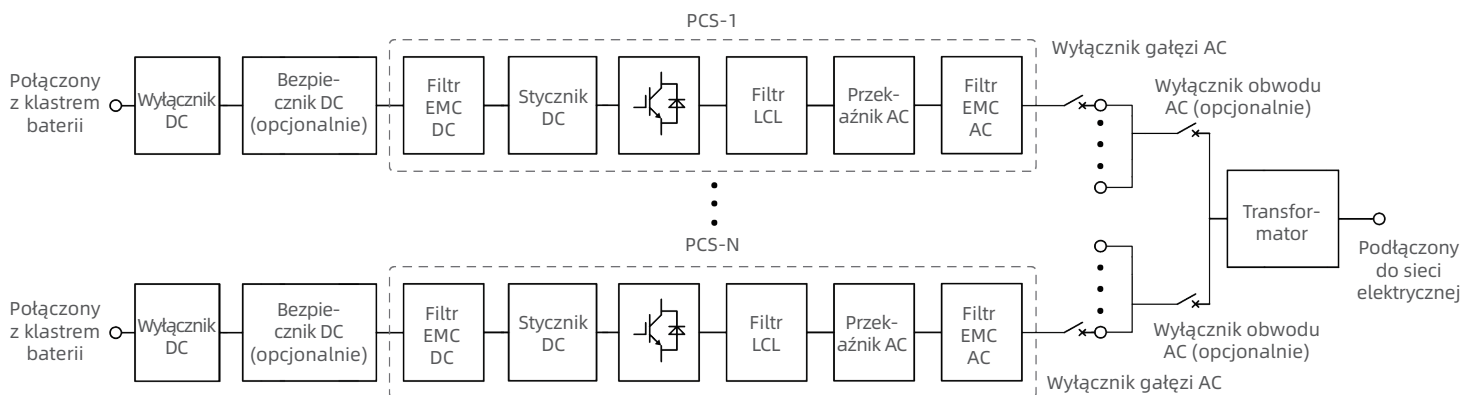 PCS-1
Wyłącznik gałęzi AC
Połączony
z klastrem
baterii
Wyłącznik
DC
Bezpie-
cznik DC
(opcjonalnie)
Filtr
EMC
DC
Stycznik
DC
Filtr
LCL
Przek-
aźnik AC
Filtr
EMC
AC
Wyłącznik obwodu
AC (opcjonalnie)
Transfor-
mator
Podłączony
do sieci
elektrycznej
PCS-N
Połączony
z klastrem
baterii
Wyłącznik
DC
Bezpie-
cznik DC
(opcjonalnie)
Filtr
EMC
DC
Stycznik
DC
Filtr
LCL
Przek-
aźnik AC
Filtr
EMC
AC
Wyłącznik obwodu
AC (opcjonalnie)
Wyłącznik gałęzi AC